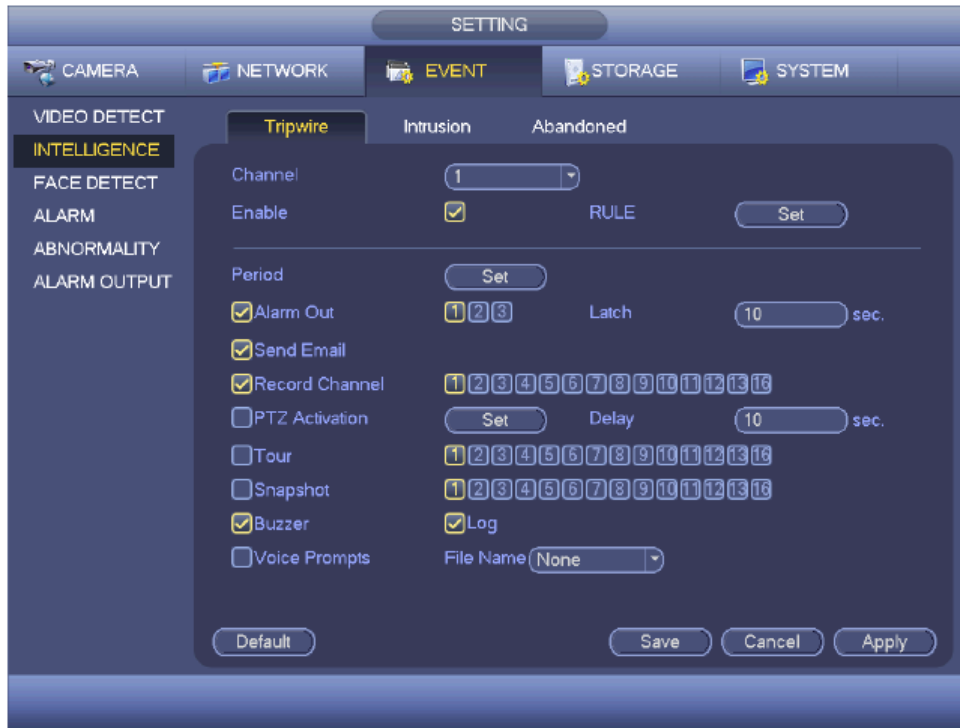 SETTING
CAMERA NETWORK EVENT STORAGE SYSTEM
VIDEO DETECT
INTELLIGENCE
FACE DETECT
ALARM
ABNORMALITY
ALARM OUTPUT
Tripwire Intrusion Abandoned
Channel 1
Enable RULE Set
Period Set
Alarm Out 1 2 3 Latch 10 sec.
Send Email
Record Channel 1 2 3 4 5 6 7 8 9 10 11 12 13 16
PTZ Activation Set Delay 10 sec.
Tour 1 2 3 4 5 6 7 8 9 10 11 12 13 16
Snapshot 1 2 3 4 5 6 7 8 9 10 11 12 13 16
Buzzer Log
Voice Prompts File Name None
Default Save Cancel Apply